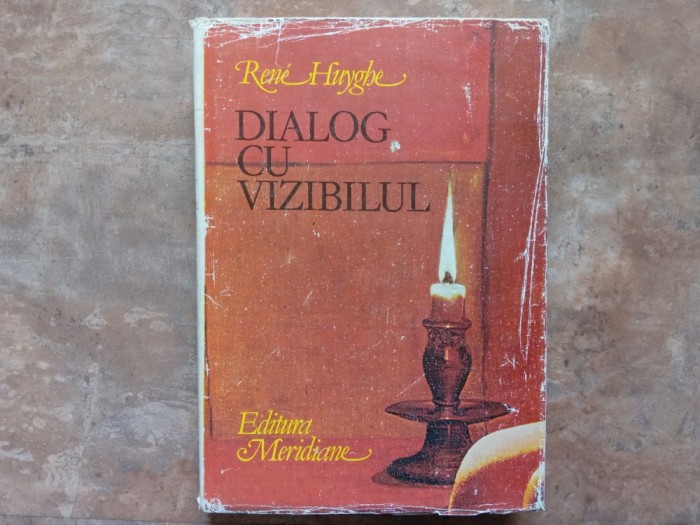 René Huyghe
DIALOG
CU
VIZIBILUL
Editura
Meridiane